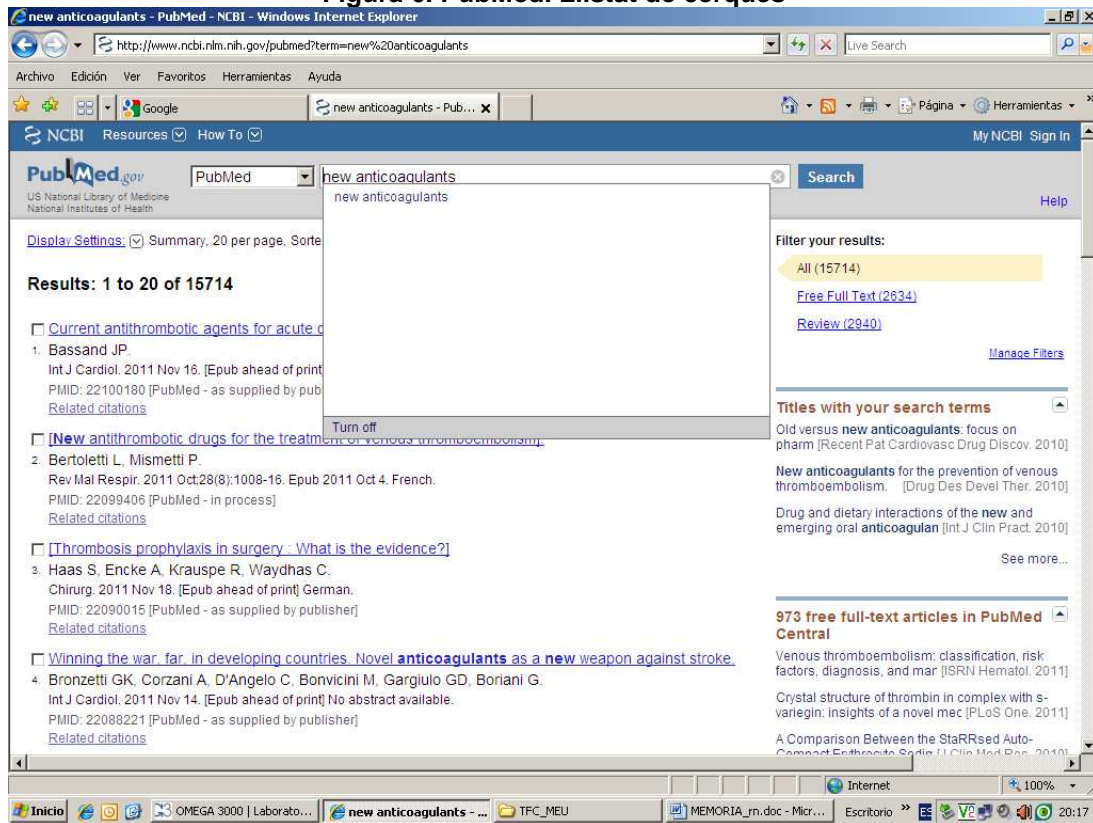 Figura 6. PubMed. Llistat de cerques
new anticoagulants - PubMed - NCBI - Windows Internet Explorer
http://www.ncbi.nlm.nih.gov/pubmed?term=new%20anticoagulants
Live Search
Archivo Edición Ver Favoritos Herramientas Ayuda
Google
new anticoagulants - Pub...
Página
Herramientas
NCBI Resources How To
My NCBI Sign In
PubMed.gov
US National Library of Medicine
National Institutes of Health
PubMed
new anticoagulants
Search
Help
new anticoagulants
Turn off
Display Settings: Summary, 20 per page, Sorte
Results: 1 to 20 of 15714
Current antithrombotic agents for acute c
1. Bassand JP.
Int J Cardiol. 2011 Nov 16. [Epub ahead of print
PMID: 22100180 [PubMed - as supplied by pub
Related citations
[New antithrombotic drugs for the treatment of venous thromboembolism].
2. Bertoletti L, Mismetti P.
Rev Mal Respir. 2011 Oct;28(8):1008-16. Epub 2011 Oct 4. French.
PMID: 22099406 [PubMed - in process]
Related citations
[Thrombosis prophylaxis in surgery : What is the evidence?]
3. Haas S, Encke A, Krauspe R, Waydhas C.
Chirurg. 2011 Nov 18. [Epub ahead of print] German.
PMID: 22090015 [PubMed - as supplied by publisher]
Related citations
Winning the war, far, in developing countries. Novel anticoagulants as a new weapon against stroke.
4. Bronzetti GK, Corzani A, D'Angelo C, Bonvicini M, Gargiulo GD, Boriani G.
Int J Cardiol. 2011 Nov 14. [Epub ahead of print] No abstract available.
PMID: 22088221 [PubMed - as supplied by publisher]
Related citations
Filter your results:
All (15714)
Free Full Text (2634)
Review (2940)
Manage Filters
Titles with your search terms
Old versus new anticoagulants: focus on
pharm [Recent Pat Cardiovasc Drug Discov. 2010]
New anticoagulants for the prevention of venous
thromboembolism. [Drug Des Devel Ther. 2010]
Drug and dietary interactions of the new and
emerging oral anticoagulan [Int J Clin Pract. 2010]
See more...
973 free full-text articles in PubMed
Central
Venous thromboembolism: classification, risk
factors, diagnosis, and mar [ISRN Hematol. 2011]
Crystal structure of thrombin in complex with s-
variegin: insights of a novel mec [PLoS One. 2011]
A Comparison Between the StaRRsed Auto-
Compact Erythrocyte Sedim [J Clin Med Res. 2010]
Internet
100%
Inicio
OMEGA 3000 | Laborato...
new anticoagulants - ...
TFC_MEU
MEMORIA_rn.doc - Micr...
Escritorio
20:17